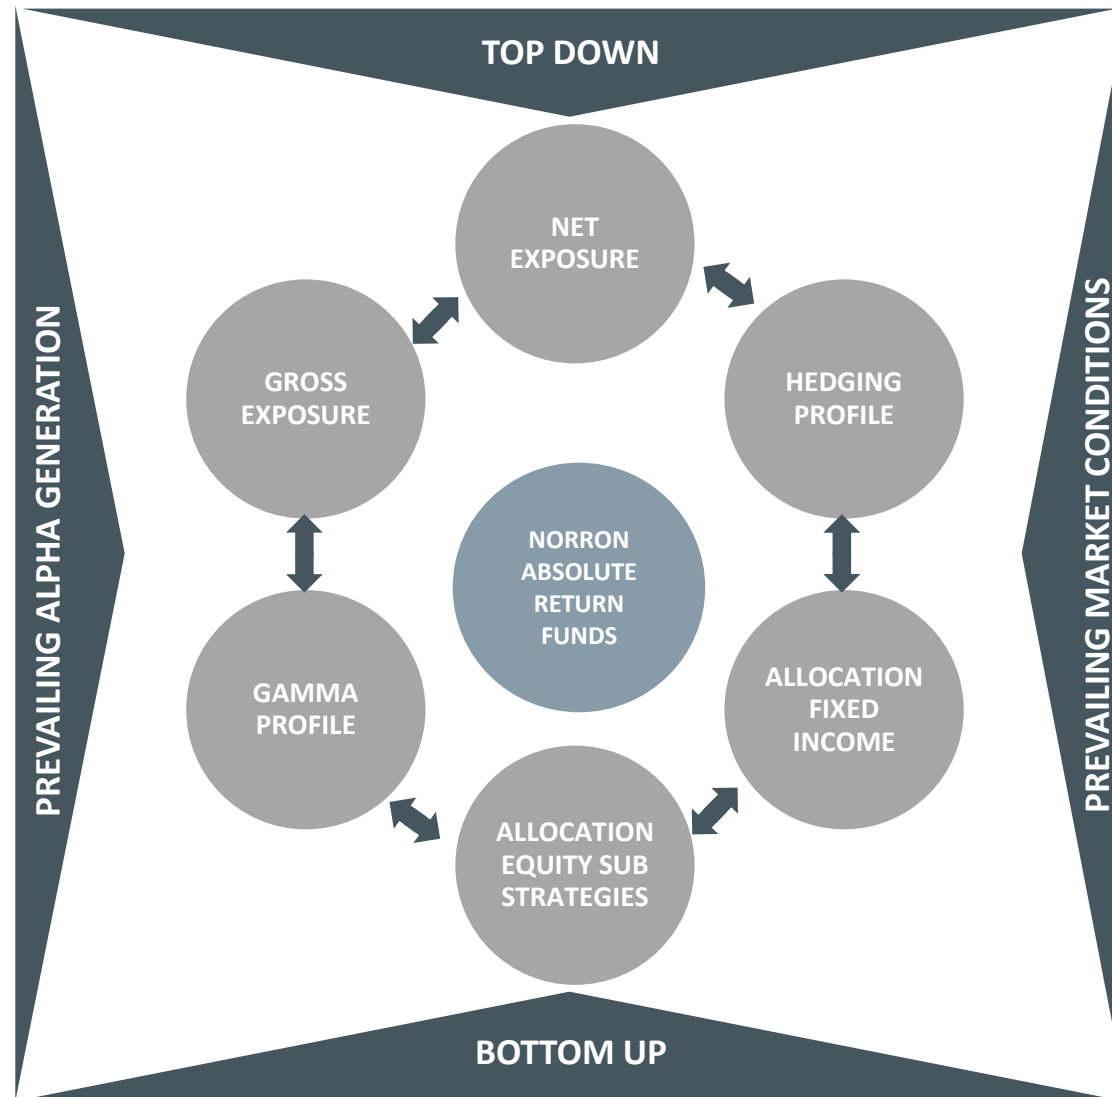 TOP DOWN
NET
EXPOSURE
GROSS
EXPOSURE
HEDGING
PROFILE
PREVAILING ALPHA GENERATION
PREVAILING MARKET CONDITIONS
NORRON
ABSOLUTE
RETURN
FUNDS
GAMMA
PROFILE
ALLOCATION
FIXED
INCOME
ALLOCATION
EQUITY SUB
STRATEGIES
BOTTOM UP